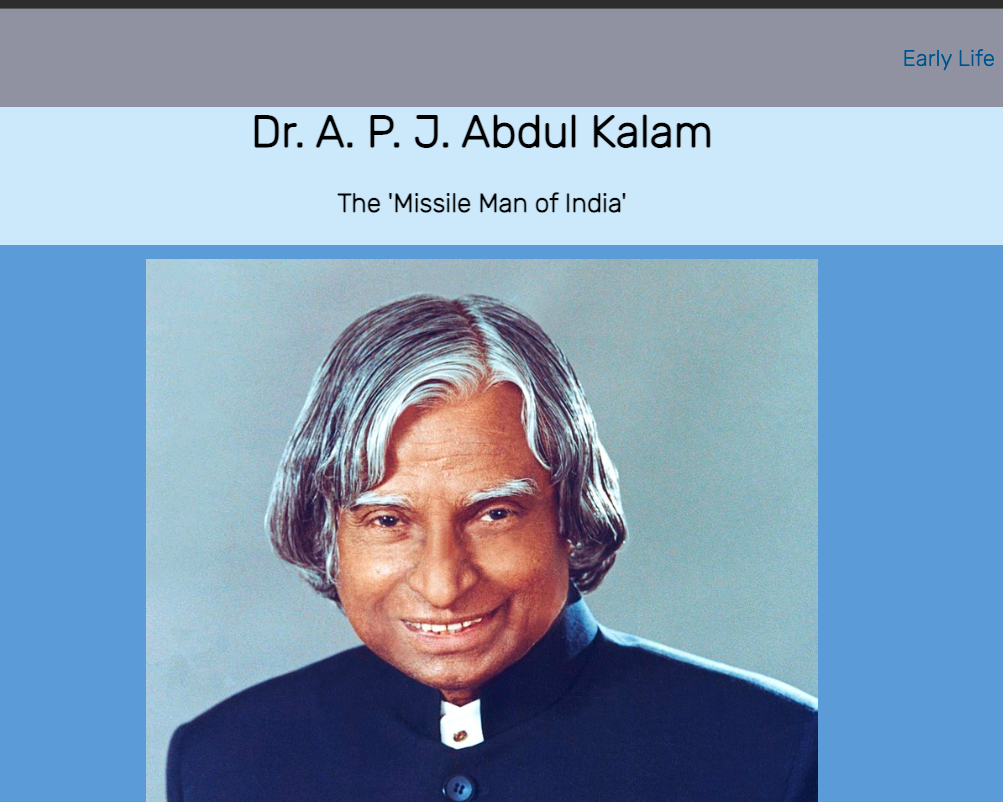 Early Life
Dr. A. P. J. Abdul Kalam
The 'Missile Man of India'